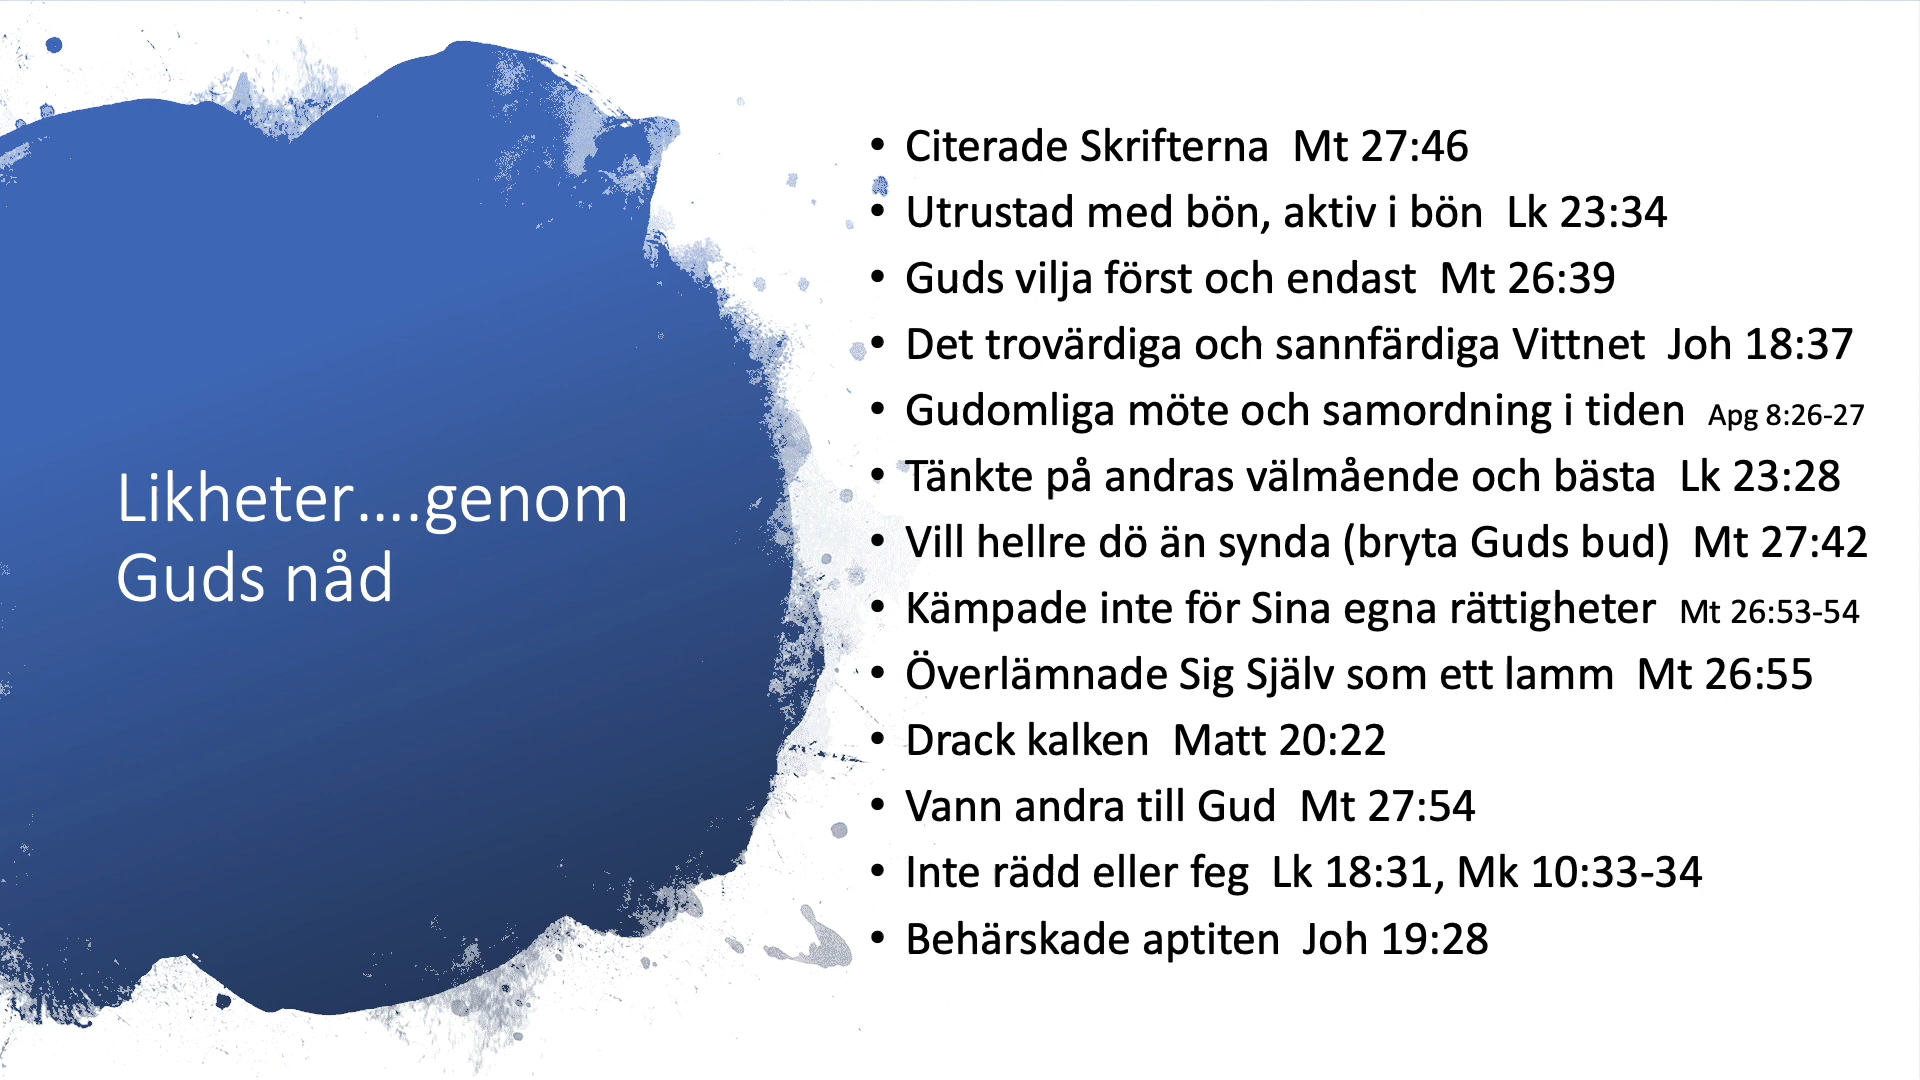 Likheter....genom
Guds nåd
• Citerade Skrifterna Mt 27:46
• Utrustad med bön, aktiv i bön Lk 23:34
• Guds vilja först och endast Mt 26:39
• Det trovärdiga och sannfärdiga Vittnet Joh 18:37
• Gudomliga möte och samordning i tiden Apg 8:26-27
• Tänkte på andras välmående och bästa Lk 23:28
• Vill hellre dö än synda (bryta Guds bud) Mt 27:42
• Kämpade inte för Sina egna rättigheter Mt 26:53-54
• Överlämnade Sig Själv som ett lamm Mt 26:55
• Drack kalken Matt 20:22
• Vann andra till Gud Mt 27:54
• Inte rädd eller feg Lk 18:31, Mk 10:33-34
• Behärskade aptiten Joh 19:28